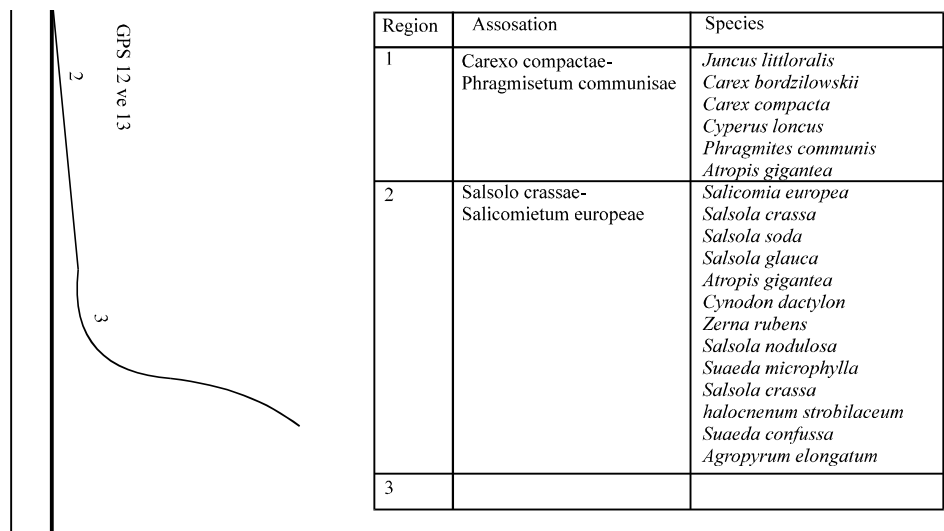 GPS 12 ve 13
2
3
Region Assosation Species
1 Carexo compactae- Juncus littloralis
Phragmisetum communisae Carex bordzilowskii
Carex compacta
Cyperus loncus
Phragmites communis
Atropis gigantea
2 Salsolo crassae- Salicomia europea
Salicomietum europeae Salsola crassa
Salsola soda
Salsola glauca
Atropis gigantea
Cynodon dactylon
Zerna rubens
Salsola nodulosa
Suaeda microphylla
Salsola crassa
halocnenum strobilaceum
Suaeda confussa
Agropyrum elongatum
3